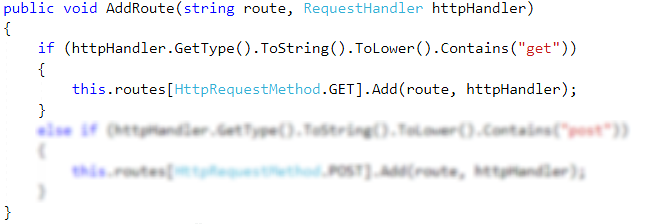 public void AddRoute(string route, RequestHandler httpHandler)
{
if (httpHandler.GetType().ToString().ToLower().Contains("get"))
{
this.routes[HttpRequestMethod.GET].Add(route, httpHandler);
}
else if (httpHandler.GetType().ToString().ToLower().Contains("post"))
{
this.routes[HttpRequestMethod.POST].Add(route, httpHandler);
}
}